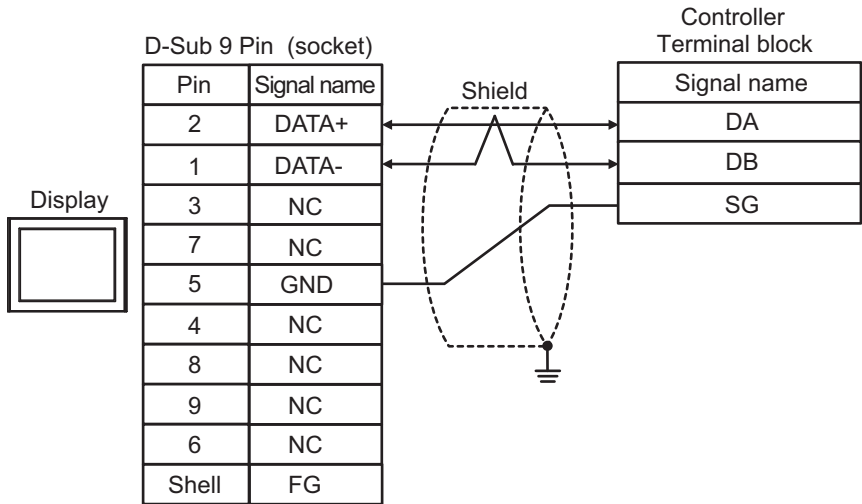 Controller
Terminal block
D-Sub 9 Pin (socket)
Pin Signal name
Shield
Signal name
2 DATA+
DA
1 DATA-
DB
Display
3 NC
SG
7 NC
5 GND
4 NC
8 NC
9 NC
6 NC
Shell FG